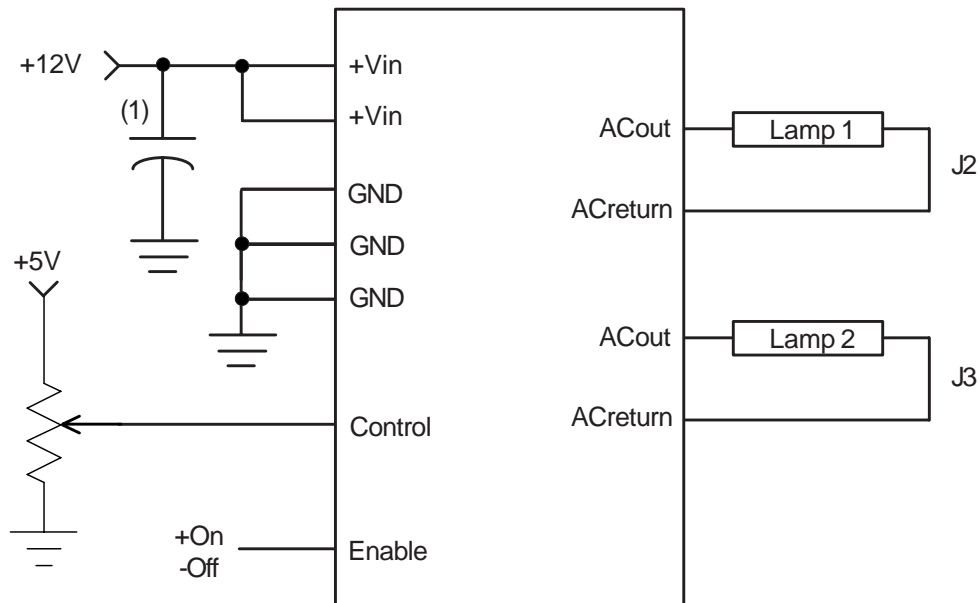 +12V
+Vin
(1)
+Vin
ACout
Lamp 1
J2
GND
ACreturn
GND
+5V
GND
ACout
Lamp 2
J3
Control
ACreturn
+On
-Off
Enable